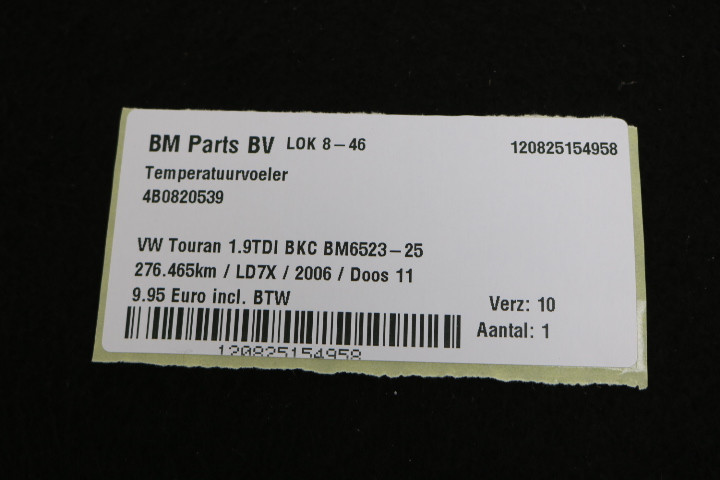 BM Parts BV LOK 8-46 120825154958
Temperatuurvoeler
4B0820539
VW Touran 1.9TDI BKC BM6523-25
276.465km / LD7X / 2006 / Doos 11
9.95 Euro incl. BTW
Verz: 10
Aantal: 1
120825154958